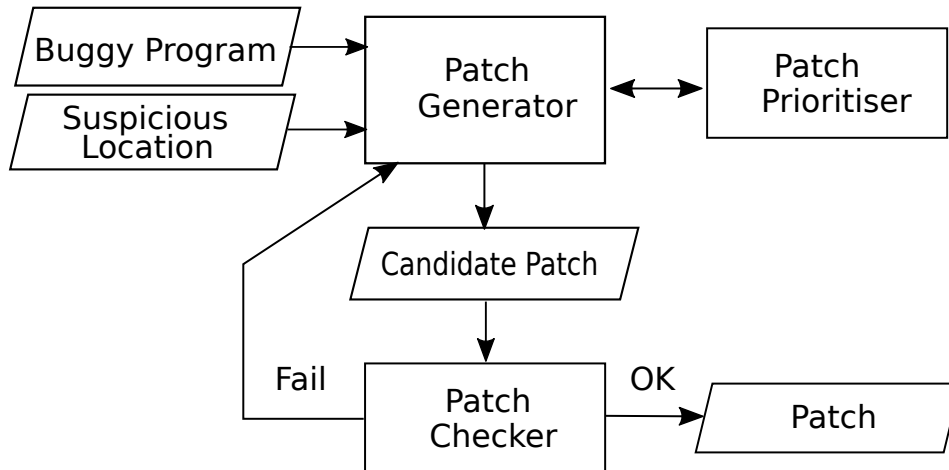 Buggy Program
Suspicious
Location
Patch
Generator
Patch
Prioritiser
Candidate Patch
Fail
Patch
Checker
OK
Patch